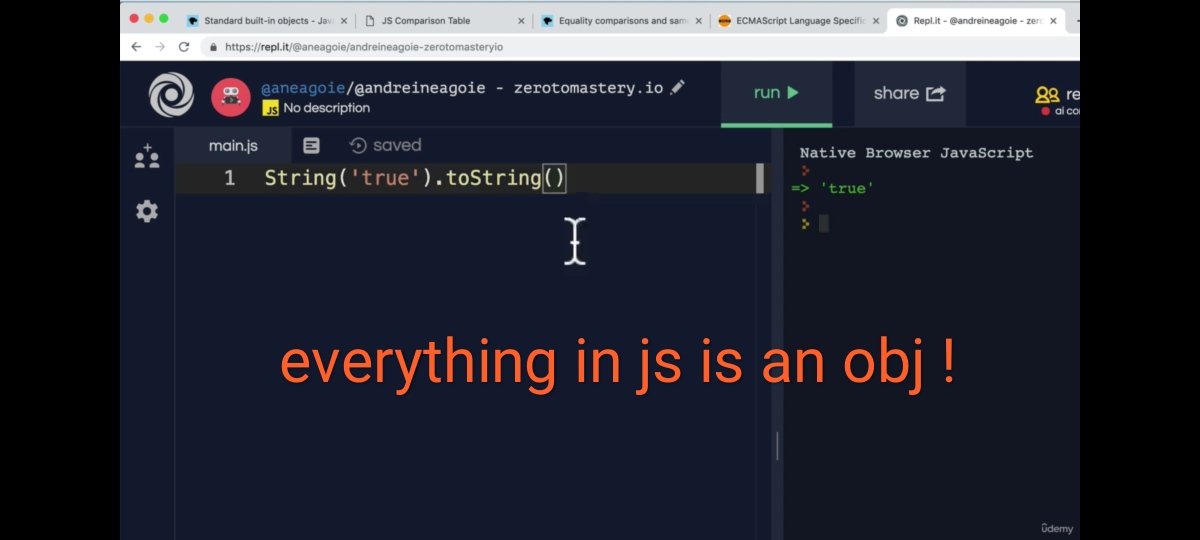 Standard built-in objects - Jav
JS Comparison Table
Equality comparisons and sam
ECMAScript Language Specific
Repl.it - @andreineagoie - zer
https://repl.it/@aneagoie/andreineagoie-zerotomasteryio
@aneagoie/@andreineagoie - zerotomastery.io
JS No description
run
share
re
ai co
main.js
saved
Native Browser JavaScript
1 String('true').toString()
=> 'true'
everything in js is an obj !
ûdemy